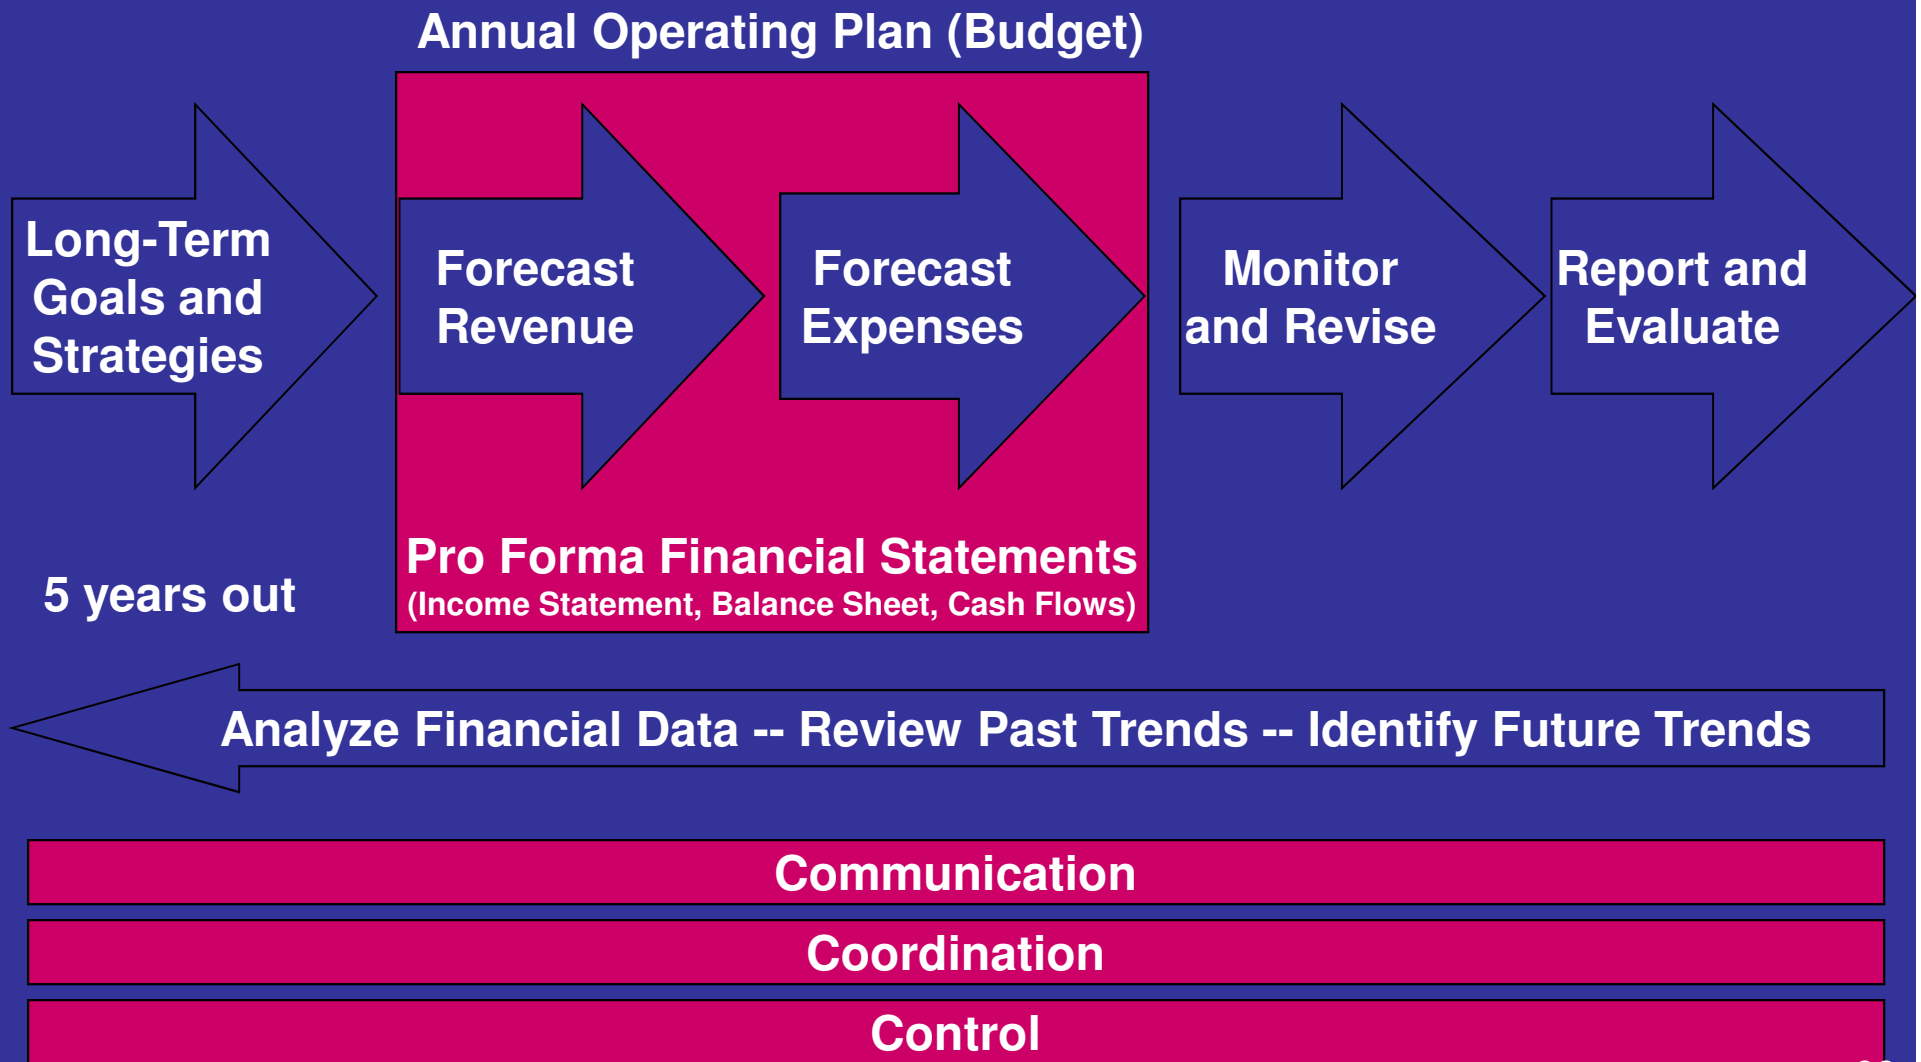 Annual Operating Plan (Budget)
Long-Term
Goals and
Strategies
Forecast
Revenue
Forecast
Expenses
Monitor
and Revise
Report and
Evaluate
5 years out
Pro Forma Financial Statements
(Income Statement, Balance Sheet, Cash Flows)
Analyze Financial Data -- Review Past Trends -- Identify Future Trends
Communication
Coordination
Control